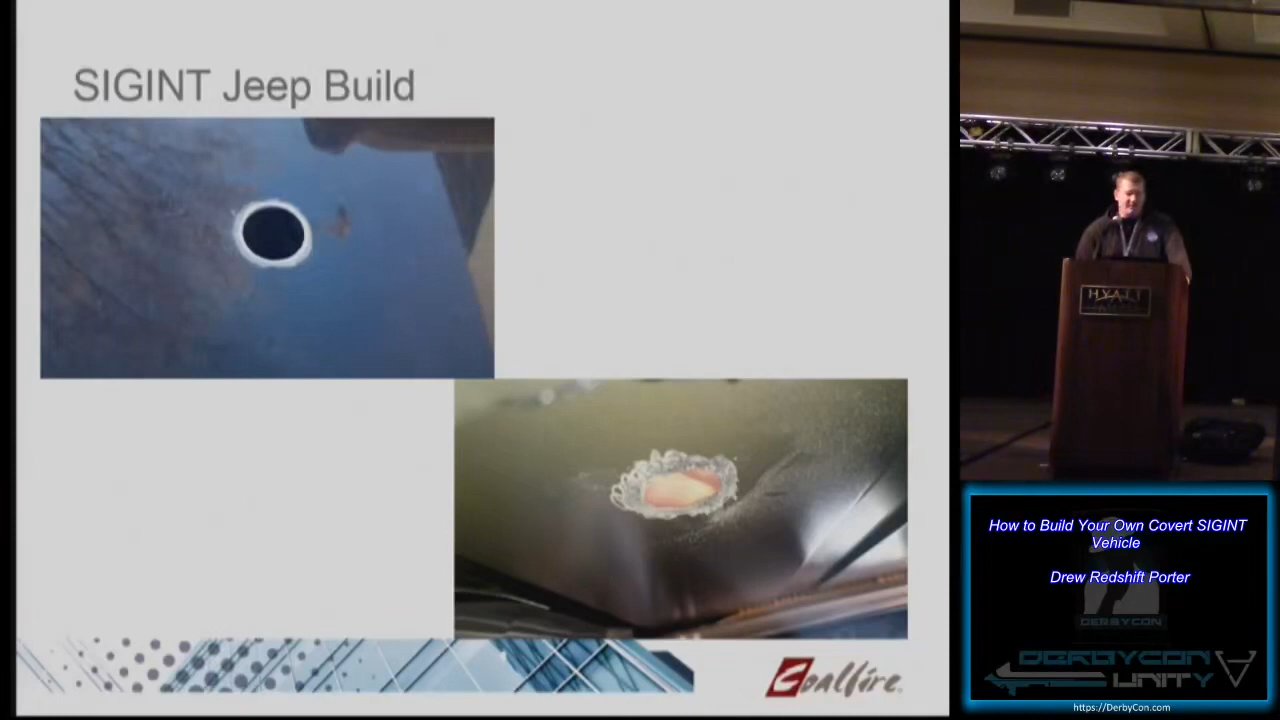 SIGINT Jeep Build
Coalfire
HYATT
How to Build Your Own Covert SIGINT
Vehicle
Drew Redshift Porter
DERBYCON
DERBYCON
UNITY
https://DerbyCon.com